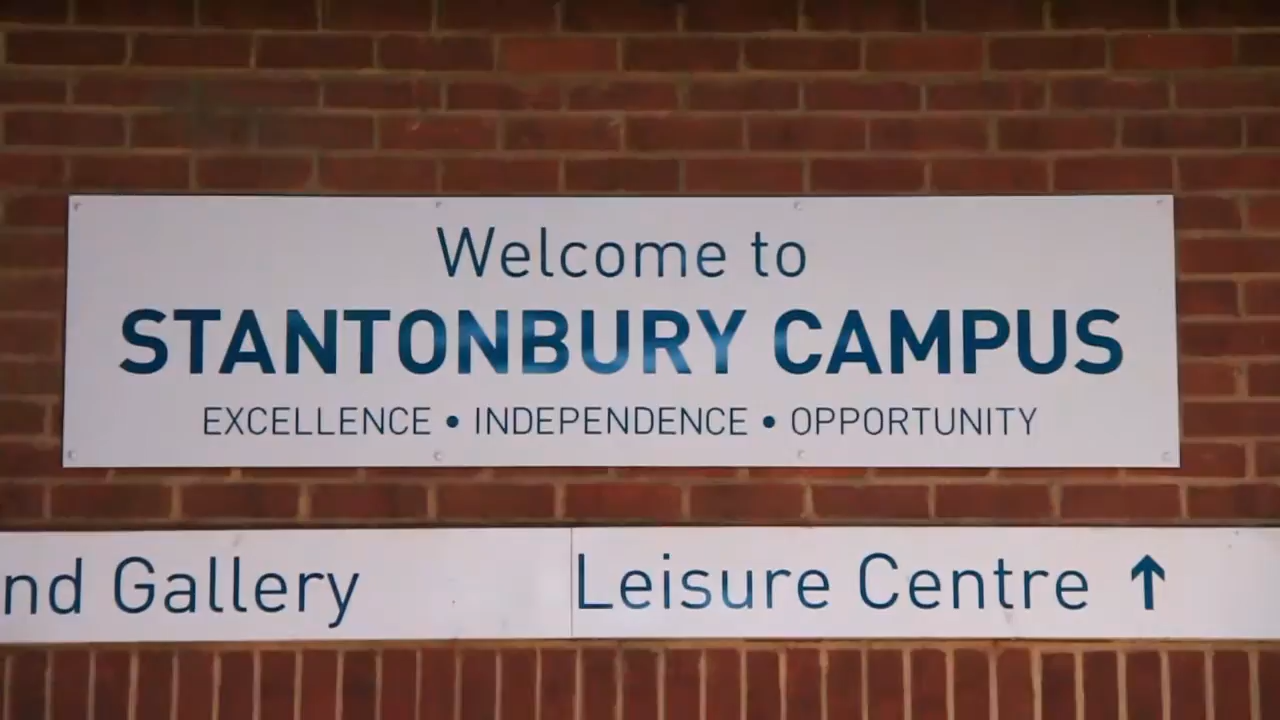 Welcome to
STANTONBURY CAMPUS
EXCELLENCE • INDEPENDENCE • OPPORTUNITY
nd Gallery
Leisure Centre ↑